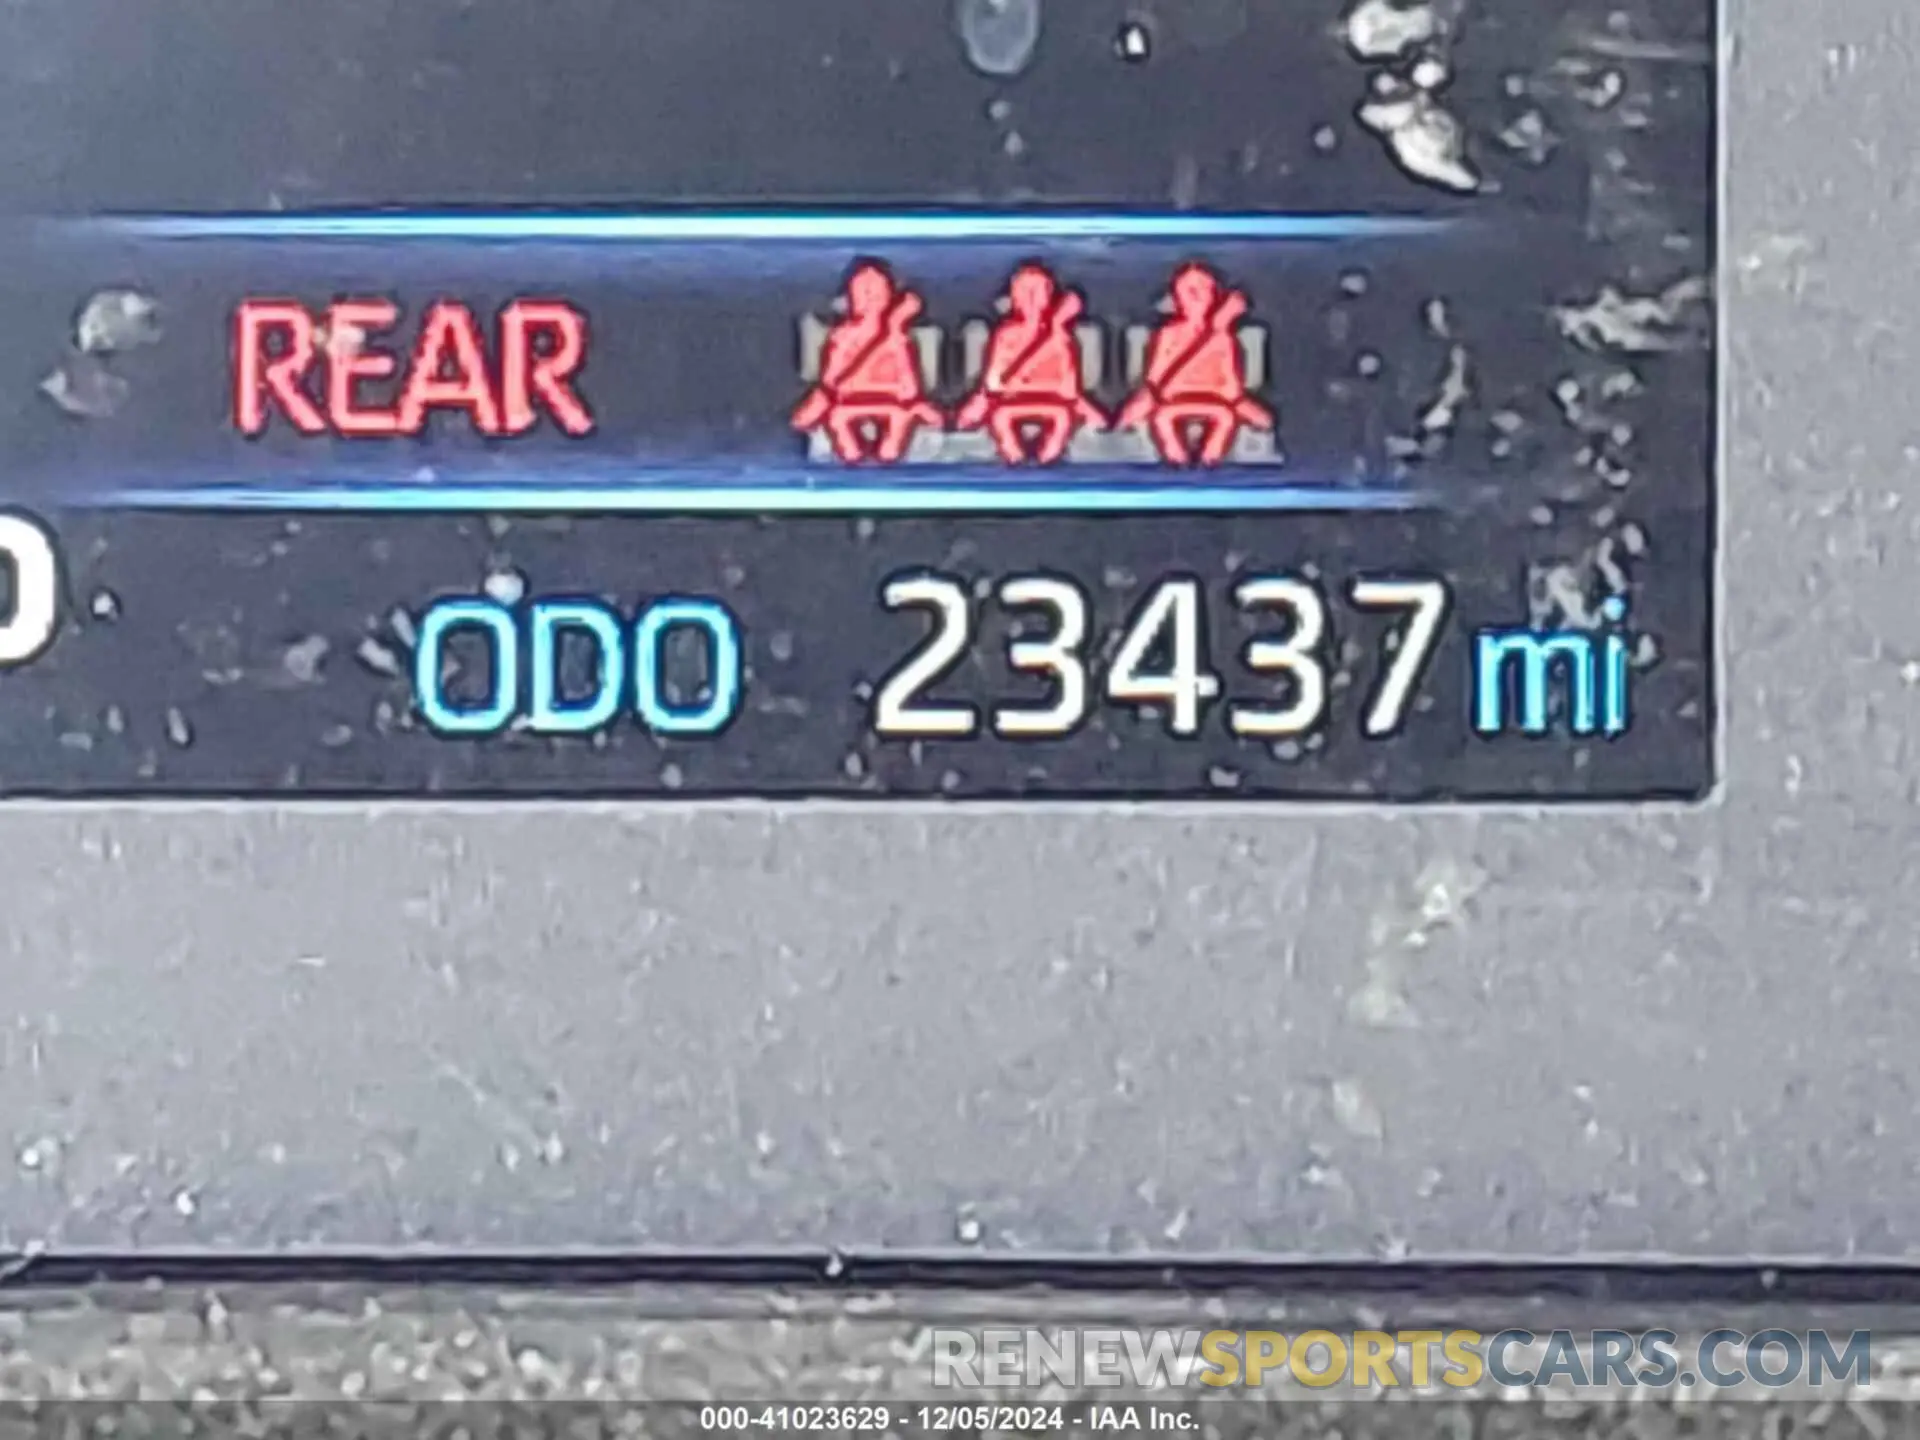 REAR
ODO 23437 mi
RENEWSPORTSCARS.COM
000-41023629 - 12/05/2024 - IAA Inc.